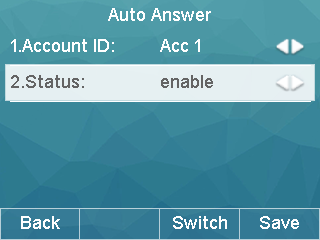 Auto Answer
1.Account ID: Acc 1
2.Status: enable
Back Switch Save